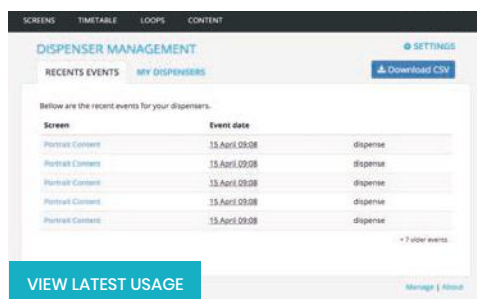 SCREENS TIMETABLE LOOPS CONTENT
DISPENSER MANAGEMENT
SETTINGS
RECENTS EVENTS MY DISPENSERS
Download CSV
Bellow are the recent events for your dispensers.
Screen Event date
Portrait Content 15 April 09:08 dispense
Portrait Content 15 April 09:08 dispense
Portrait Content 15 April 09:08 dispense
Portrait Content 15 April 09:08 dispense
Portrait Content 15 April 09:08 dispense
+ 7 older events
VIEW LATEST USAGE
Manage | About